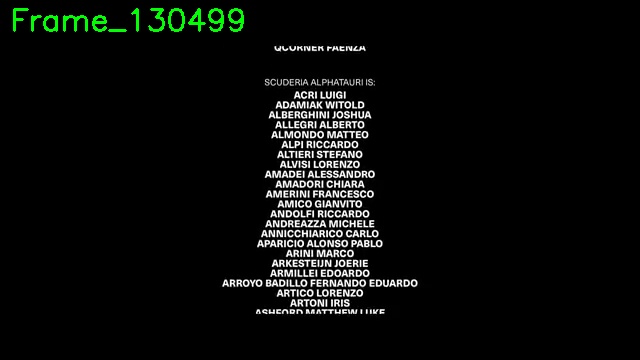 Frame_130499
QCORNER FAENZA
SCUDERIA ALPHATAURI IS:
ACRI LUIGI
ADAMIAK WITOLD
ALBERGHINI JOSHUA
ALLEGRI ALBERTO
ALMONDO MATTEO
ALPI RICCARDO
ALTIERI STEFANO
ALVISI LORENZO
AMADEI ALESSANDRO
AMADORI CHIARA
AMERINI FRANCESCO
AMICO GIANVITO
ANDOLFI RICCARDO
ANDREAZZA MICHELE
ANNICCHIARICO CARLO
APARICIO ALONSO PABLO
ARINI MARCO
ARKESTEIJN JOERIE
ARMILLEI EDOARDO
ARROYO BADILLO FERNANDO EDUARDO
ARTICO LORENZO
ARTONI IRIS
ASHFORD MATTHEW LUKE